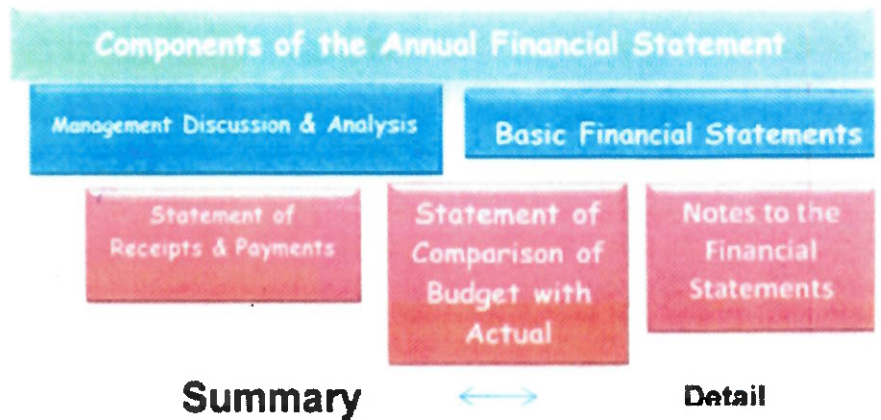 Components of the Annual Financial Statement
Management Discussion & Analysis
Basic Financial Statements
Statement of
Receipts & Payments
Statement of
Comparison of
Budget with
Actual
Notes to the
Financial
Statements
Summary
Detail